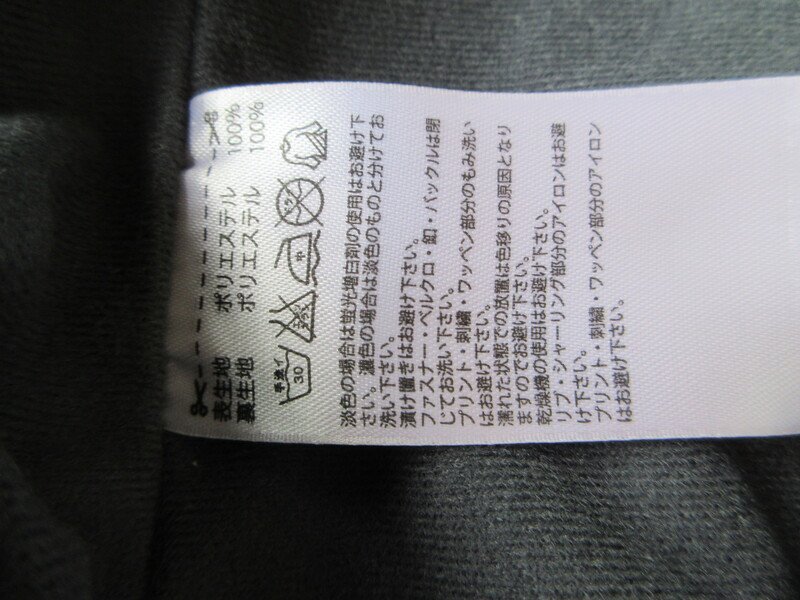 表生地 ポリエステル 100%
裏生地 ポリエステル 100%
手洗イ
30
中
淡色の場合は蛍光増白剤の使用はお避け下
さい。濃色の場合は淡色のものと分けてお
洗い下さい。
漬け置きはお避け下さい。
ファスナー・ベルクロ・釦・バックルは閉
じてお洗い下さい。
プリント・刺繍・ワッペン部分のもみ洗い
はお避け下さい。
濡れた状態での放置は色移りの原因となり
ますのでお避け下さい。
乾燥機の使用はお避け下さい。
リブ・シャーリング部分のアイロンはお避
け下さい。
プリント・刺繍・ワッペン部分のアイロン
はお避け下さい。